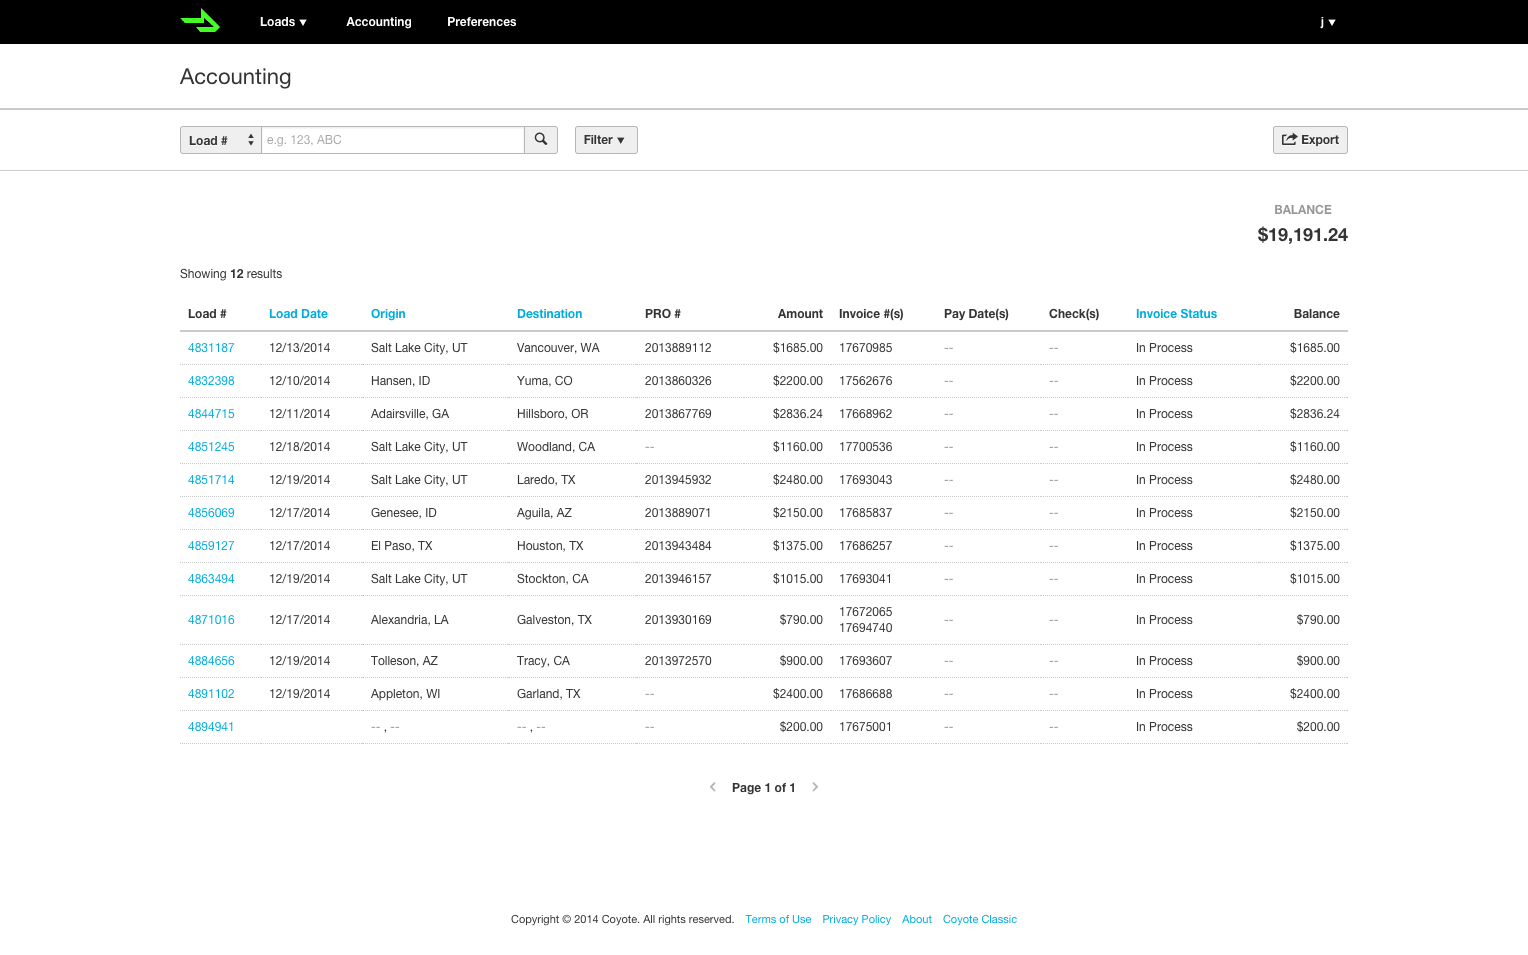 Loads ▼ Accounting Preferences j ▼
Accounting
Load # e.g. 123, ABC Filter ▼ Export
BALANCE
$19,191.24
Showing 12 results
Load # Load Date Origin Destination PRO # Amount Invoice #(s) Pay Date(s) Check(s) Invoice Status Balance
4831187 12/13/2014 Salt Lake City, UT Vancouver, WA 2013889112 $1685.00 17670985 -- -- In Process $1685.00
4832398 12/10/2014 Hansen, ID Yuma, CO 2013860326 $2200.00 17562676 -- -- In Process $2200.00
4844715 12/11/2014 Adairsville, GA Hillsboro, OR 2013867769 $2836.24 17668962 -- -- In Process $2836.24
4851245 12/18/2014 Salt Lake City, UT Woodland, CA -- $1160.00 17700536 -- -- In Process $1160.00
4851714 12/19/2014 Salt Lake City, UT Laredo, TX 2013945932 $2480.00 17693043 -- -- In Process $2480.00
4856069 12/17/2014 Genesee, ID Aguila, AZ 2013889071 $2150.00 17685837 -- -- In Process $2150.00
4859127 12/17/2014 El Paso, TX Houston, TX 2013943484 $1375.00 17686257 -- -- In Process $1375.00
4863494 12/19/2014 Salt Lake City, UT Stockton, CA 2013946157 $1015.00 17693041 -- -- In Process $1015.00
4871016 12/17/2014 Alexandria, LA Galveston, TX 2013930169 $790.00 17672065 -- -- In Process $790.00
17694740
4884656 12/19/2014 Tolleson, AZ Tracy, CA 2013972570 $900.00 17693607 -- -- In Process $900.00
4891102 12/19/2014 Appleton, WI Garland, TX -- $2400.00 17686688 -- -- In Process $2400.00
4894941 -- , -- -- , -- -- $200.00 17675001 -- -- In Process $200.00
Page 1 of 1
Copyright © 2014 Coyote. All rights reserved. Terms of Use Privacy Policy About Coyote Classic